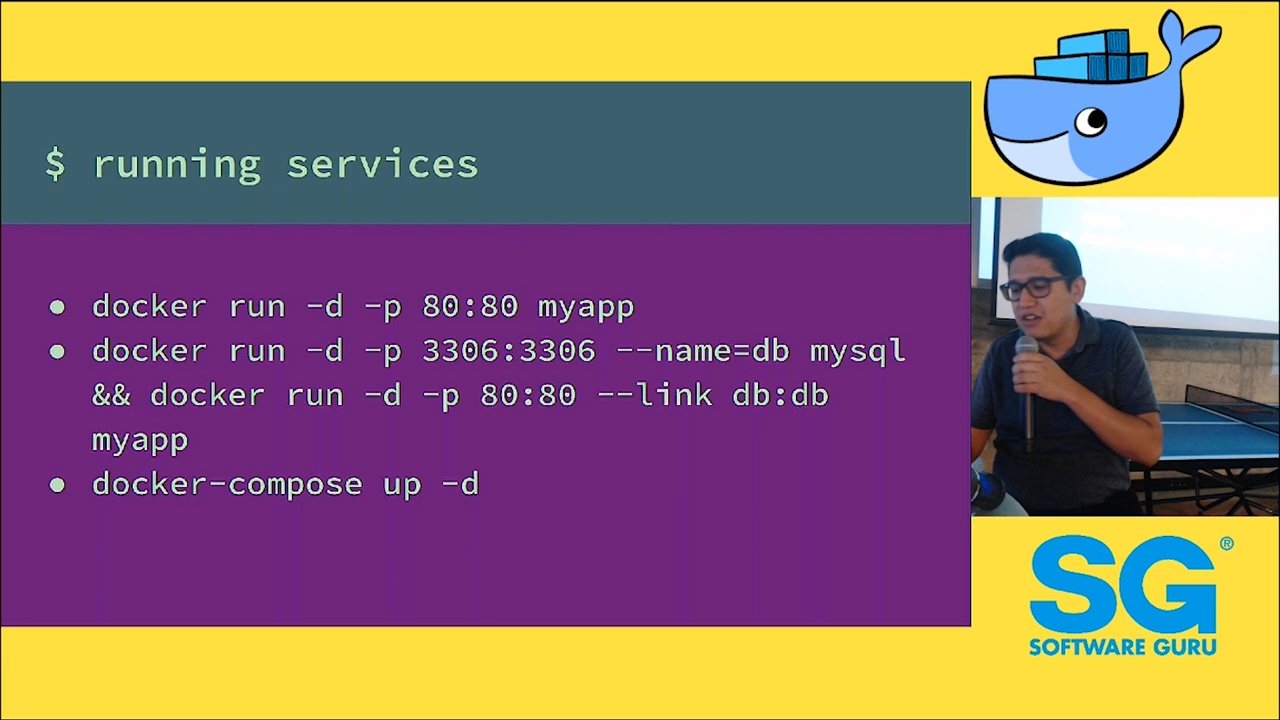 $ running services
● docker run -d -p 80:80 myapp
● docker run -d -p 3306:3306 --name=db mysql
&& docker run -d -p 80:80 --link db:db
myapp
● docker-compose up -d
SG®
SOFTWARE GURU